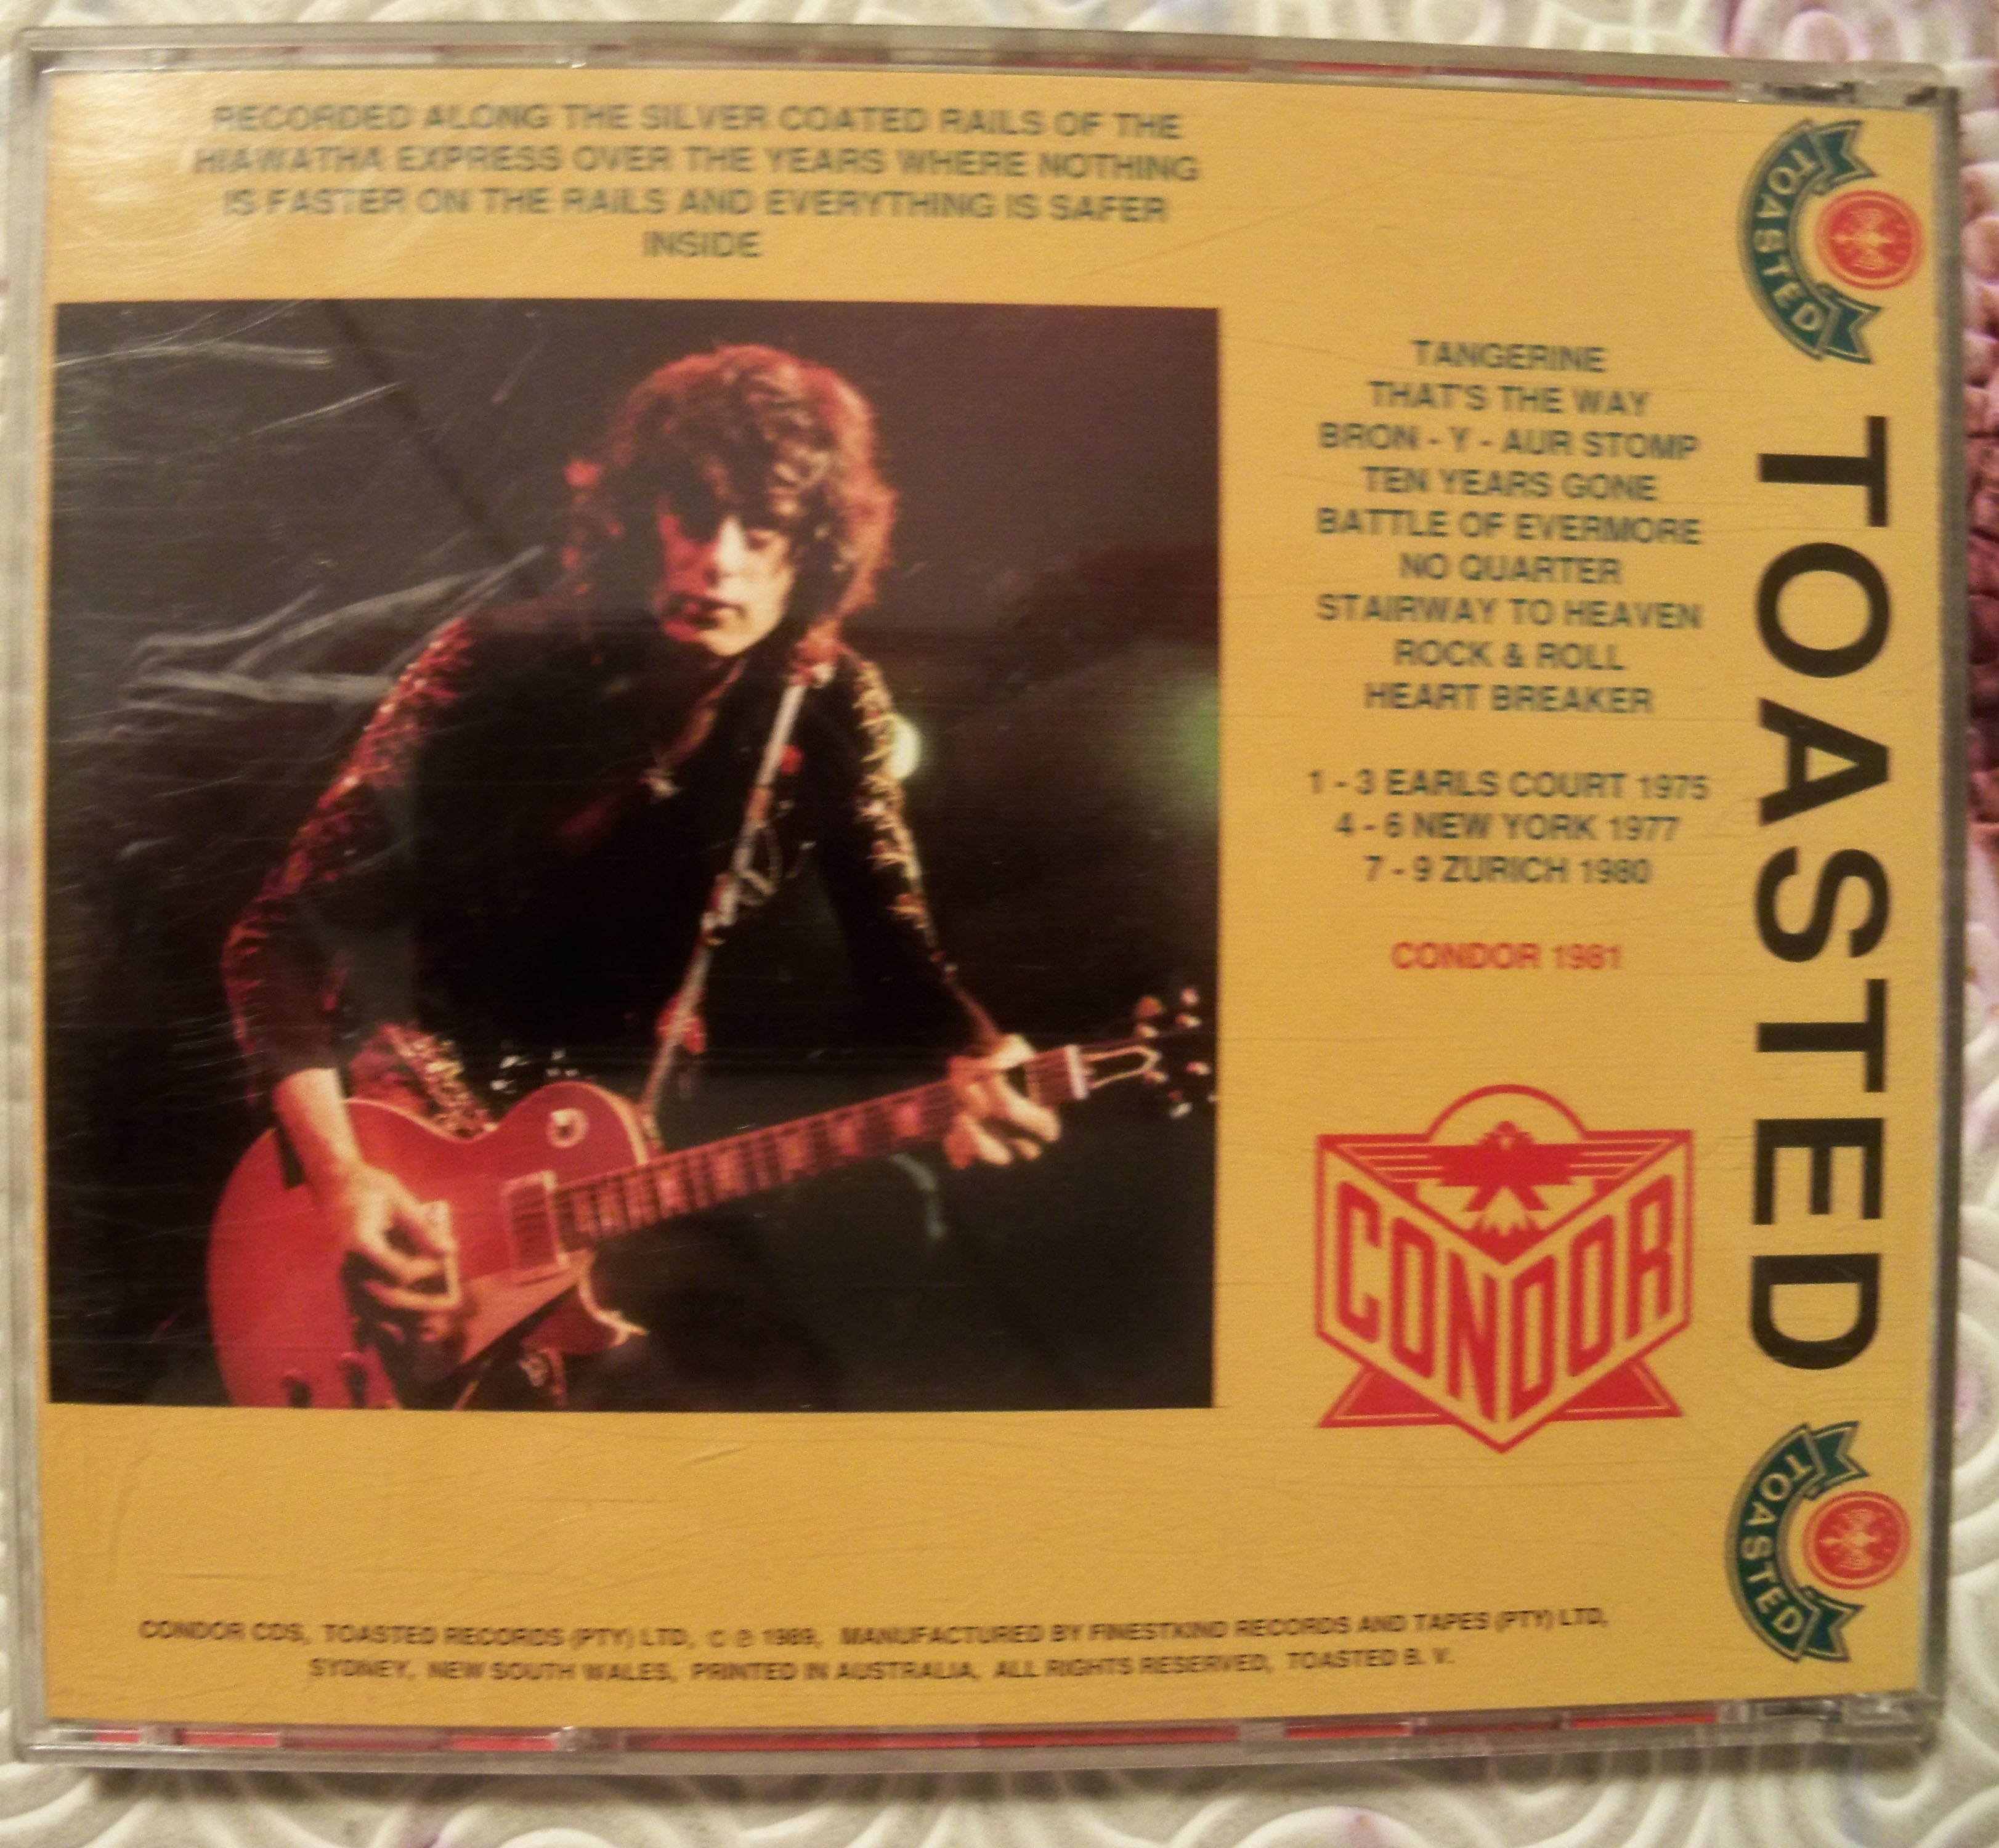 RECORDED ALONG THE SILVER COATED RAILS OF THE
HIAWATHA EXPRESS OVER THE YEARS WHERE NOTHING
IS FASTER ON THE RAILS AND EVERYTHING IS SAFER
INSIDE
TANGERINE
THAT'S THE WAY
BRON - Y - AUR STOMP
TEN YEARS GONE
BATTLE OF EVERMORE
NO QUARTER
STAIRWAY TO HEAVEN
ROCK & ROLL
HEART BREAKER
1 - 3 EARLS COURT 1975
4 - 6 NEW YORK 1977
7 - 9 ZURICH 1980
CONDOR 1981
CONDOR
TOASTED
TOASTED
TOASTED
CONDOR CDS, TOASTED RECORDS (PTY) LTD, C ℗ 1989, MANUFACTURED BY FINESTKIND RECORDS AND TAPES (PTY) LTD,
SYDNEY, NEW SOUTH WALES, PRINTED IN AUSTRALIA, ALL RIGHTS RESERVED, TOASTED B. V.